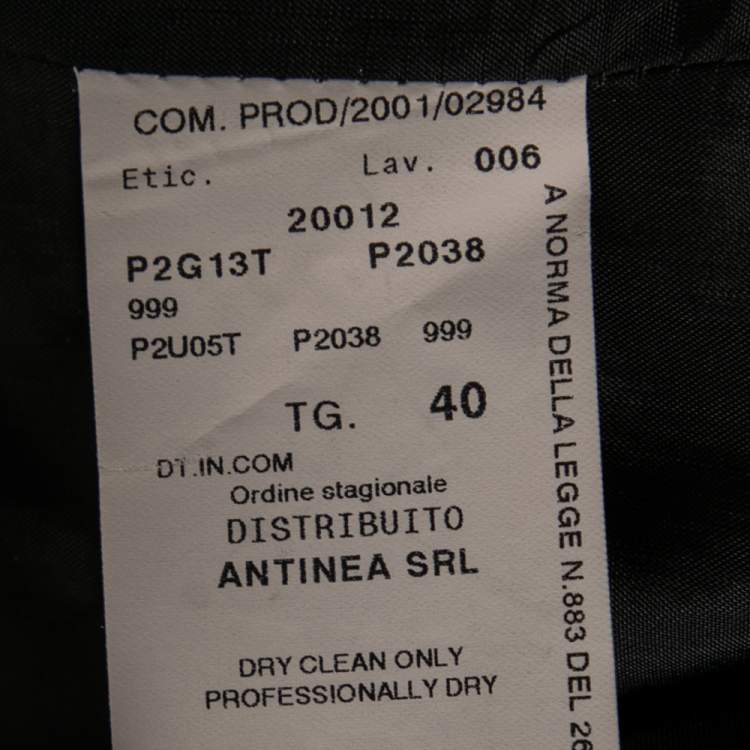 COM. PROD/2001/02984
Etic. Lav. 006
20012
P2G13T P2038
999
P2U05T P2038 999
TG. 40
DT.IN.COM
Ordine stagionale
DISTRIBUITO
ANTINEA SRL
DRY CLEAN ONLY
PROFESSIONALLY DRY
A NORMA DELLA LEGGE N.883 DEL 26